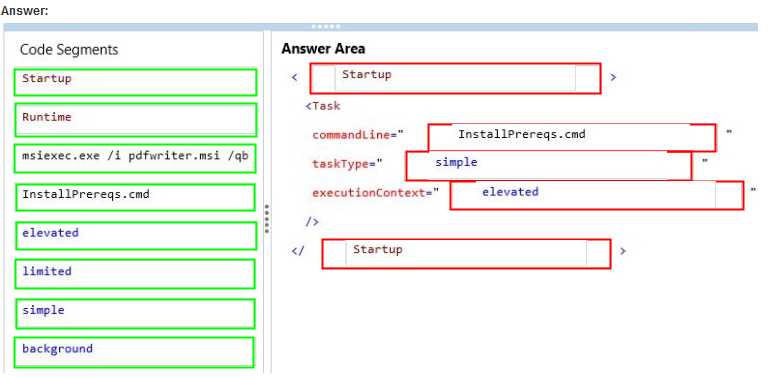 Answer:
Code Segments
Startup
Runtime
msiexec.exe /i pdfwriter.msi /qb
InstallPrereqs.cmd
elevated
limited
simple
background
Answer Area
< Startup >
<Task
commandLine=" InstallPrereqs.cmd "
taskType=" simple "
executionContext=" elevated "
/>
</ Startup >